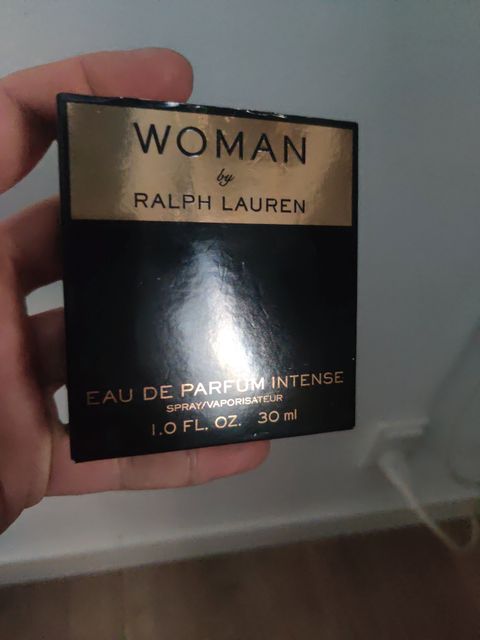 WOMAN
by
RALPH LAUREN
EAU DE PARFUM INTENSE
SPRAY/VAPORISATEUR
1.0 FL. OZ. 30 ml